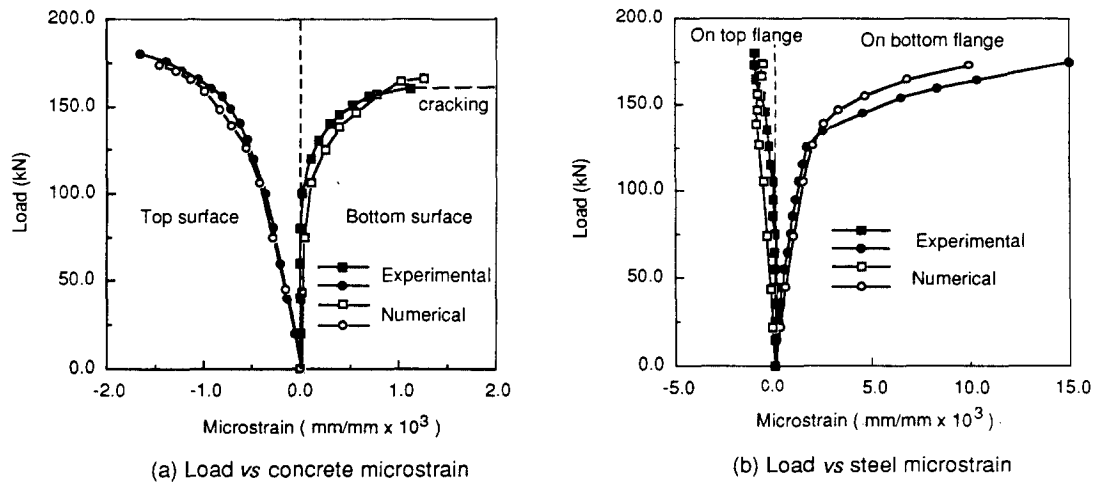 200.0
150.0
100.0
50.0
0.0
Load (kN)
-2.0
-1.0
0.0
1.0
2.0
Top surface
Bottom surface
cracking
Experimental
Numerical
Microstrain ( mm/mm x 10³ )
(a) Load vs concrete microstrain
200.0
150.0
100.0
50.0
0.0
Load (kN)
-5.0
0.0
5.0
10.0
15.0
On top flange
On bottom flange
Experimental
Numerical
Microstrain ( mm/mm x 10³ )
(b) Load vs steel microstrain